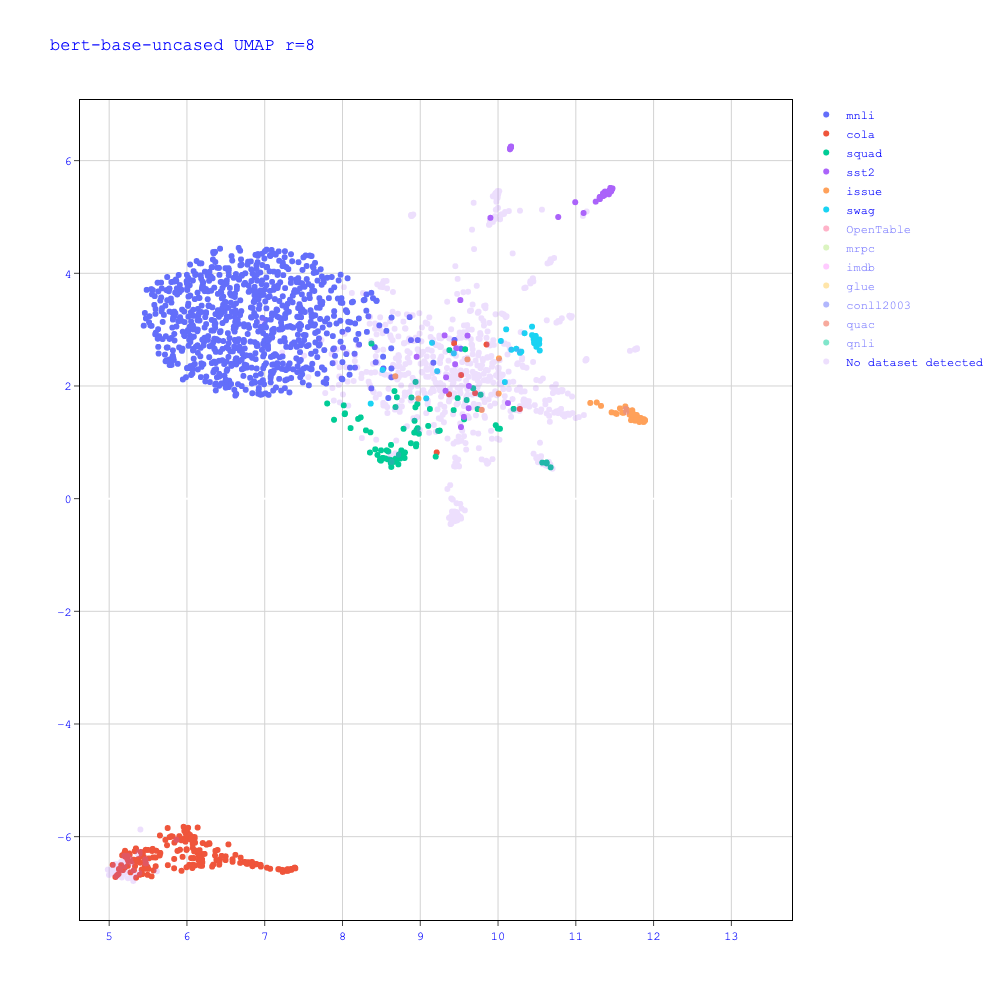 bert-base-uncased UMAP r=8
mnli
cola
squad
sst2
issue
swag
OpenTable
mrpc
imdb
glue
conll2003
quac
qnli
No dataset detected
6
4
2
0
−2
−4
−6
5 6 7 8 9 10 11 12 13